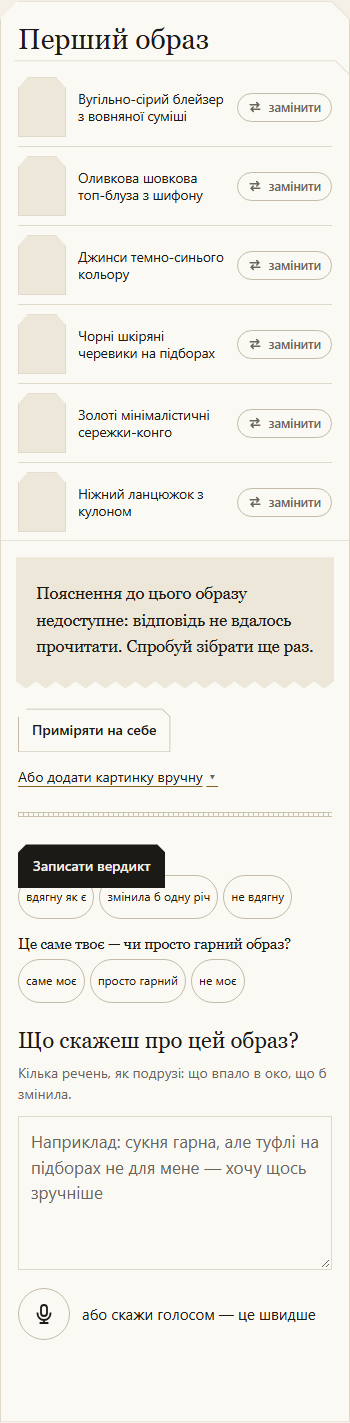 Перший образ
Вугільно-сірий блейзер
з вовняної суміші
замінити
Оливкова шовкова
топ-блуза з шифону
замінити
Джинси темно-синього
кольору
замінити
Чорні шкіряні
черевики на підборах
замінити
Золоті мінімалістичні
сережки-конго
замінити
Ніжний ланцюжок з
кулоном
замінити
Пояснення до цього образу
недоступне: відповідь не вдалось
прочитати. Спробуй зібрати ще раз.
Приміряти на себе
Або додати картинку вручну
Записати вердикт
вдягну як є
змінила б одну річ
не вдягну
Це саме твоє — чи просто гарний образ?
саме моє
просто гарний
не моє
Що скажеш про цей образ?
Кілька речень, як подрузі: що впало в око, що б
змінила.
Наприклад: сукня гарна, але туфлі на
підборах не для мене — хочу щось
зручніше
або скажи голосом — це швидше